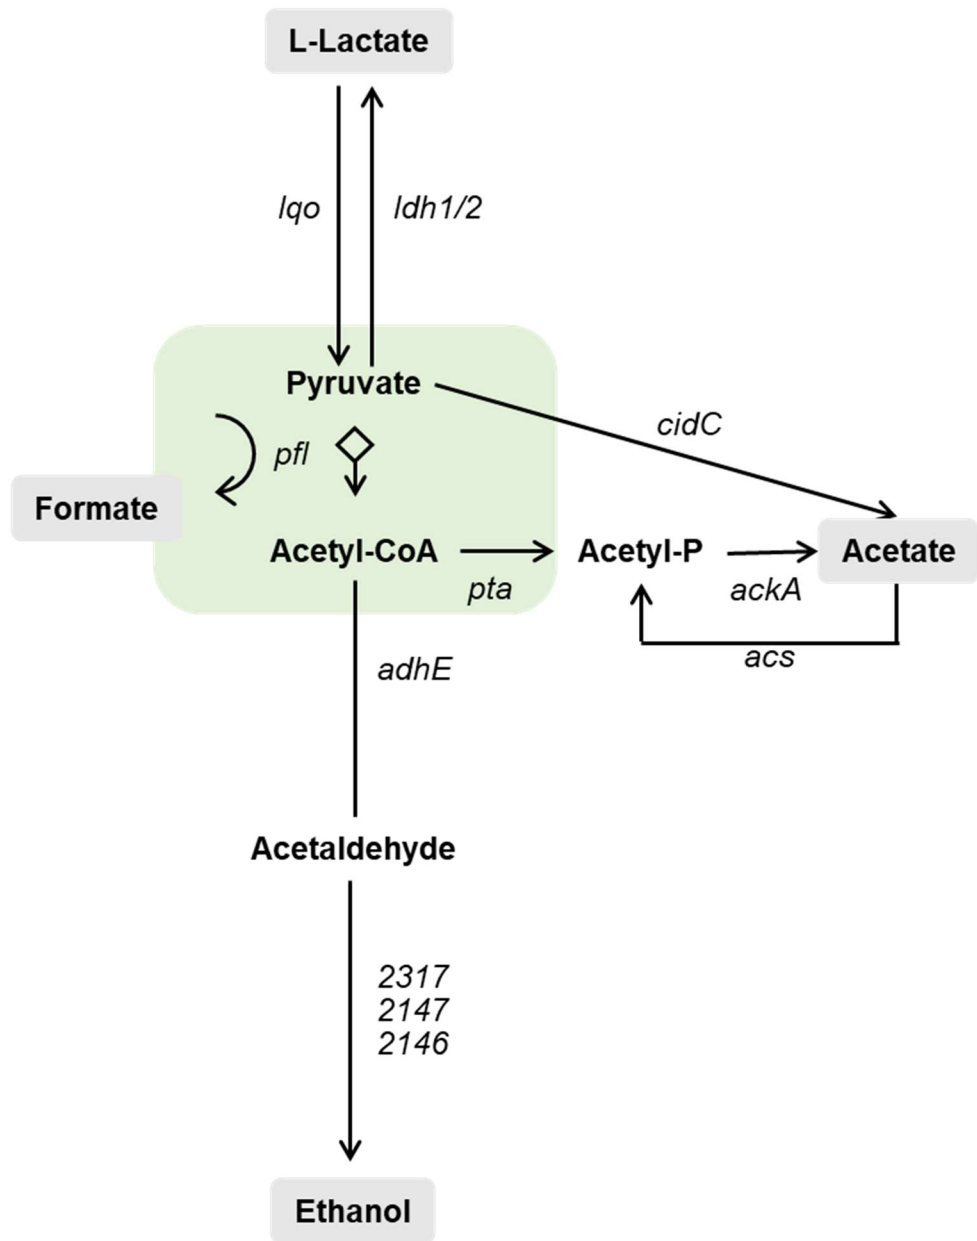 L-Lactate
lqo
ldh1/2
Pyruvate
cidC
pfl
Formate
Acetyl-CoA
Acetyl-P
Acetate
pta
ackA
acs
adhE
Acetaldehyde
2317
2147
2146
Ethanol